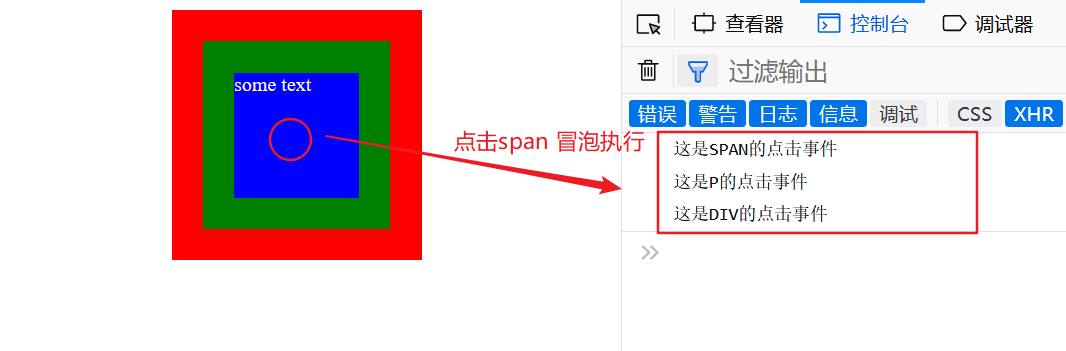 some text
点击span 冒泡执行
查看器 控制台 调试器
过滤输出
错误 警告 日志 信息 调试 CSS XHR
这是SPAN的点击事件
这是P的点击事件
这是DIV的点击事件